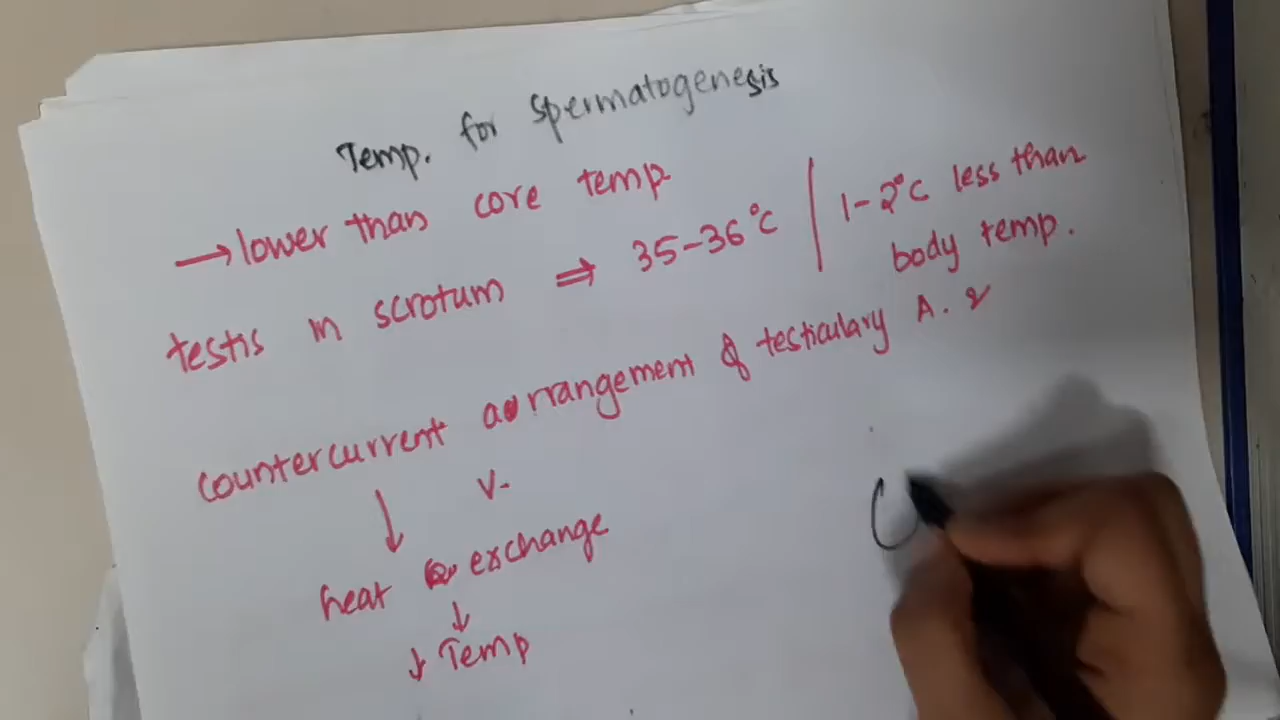 Temp. for spermatogenesis
→ lower than core temp
testis in scrotum ⇒ 35-36°C | 1-2°C less than
body temp.
countercurrent arrangement of testiculary A. &
V.
↓
heat exchange
↓
↓ Temp